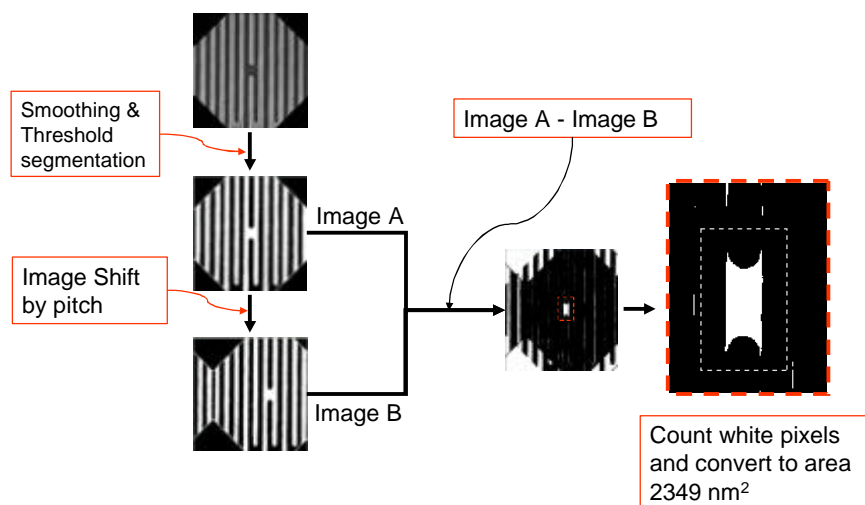 Smoothing &
Threshold
segmentation
Image A - Image B
Image A
Image Shift
by pitch
Image B
Count white pixels
and convert to area
2349 nm²